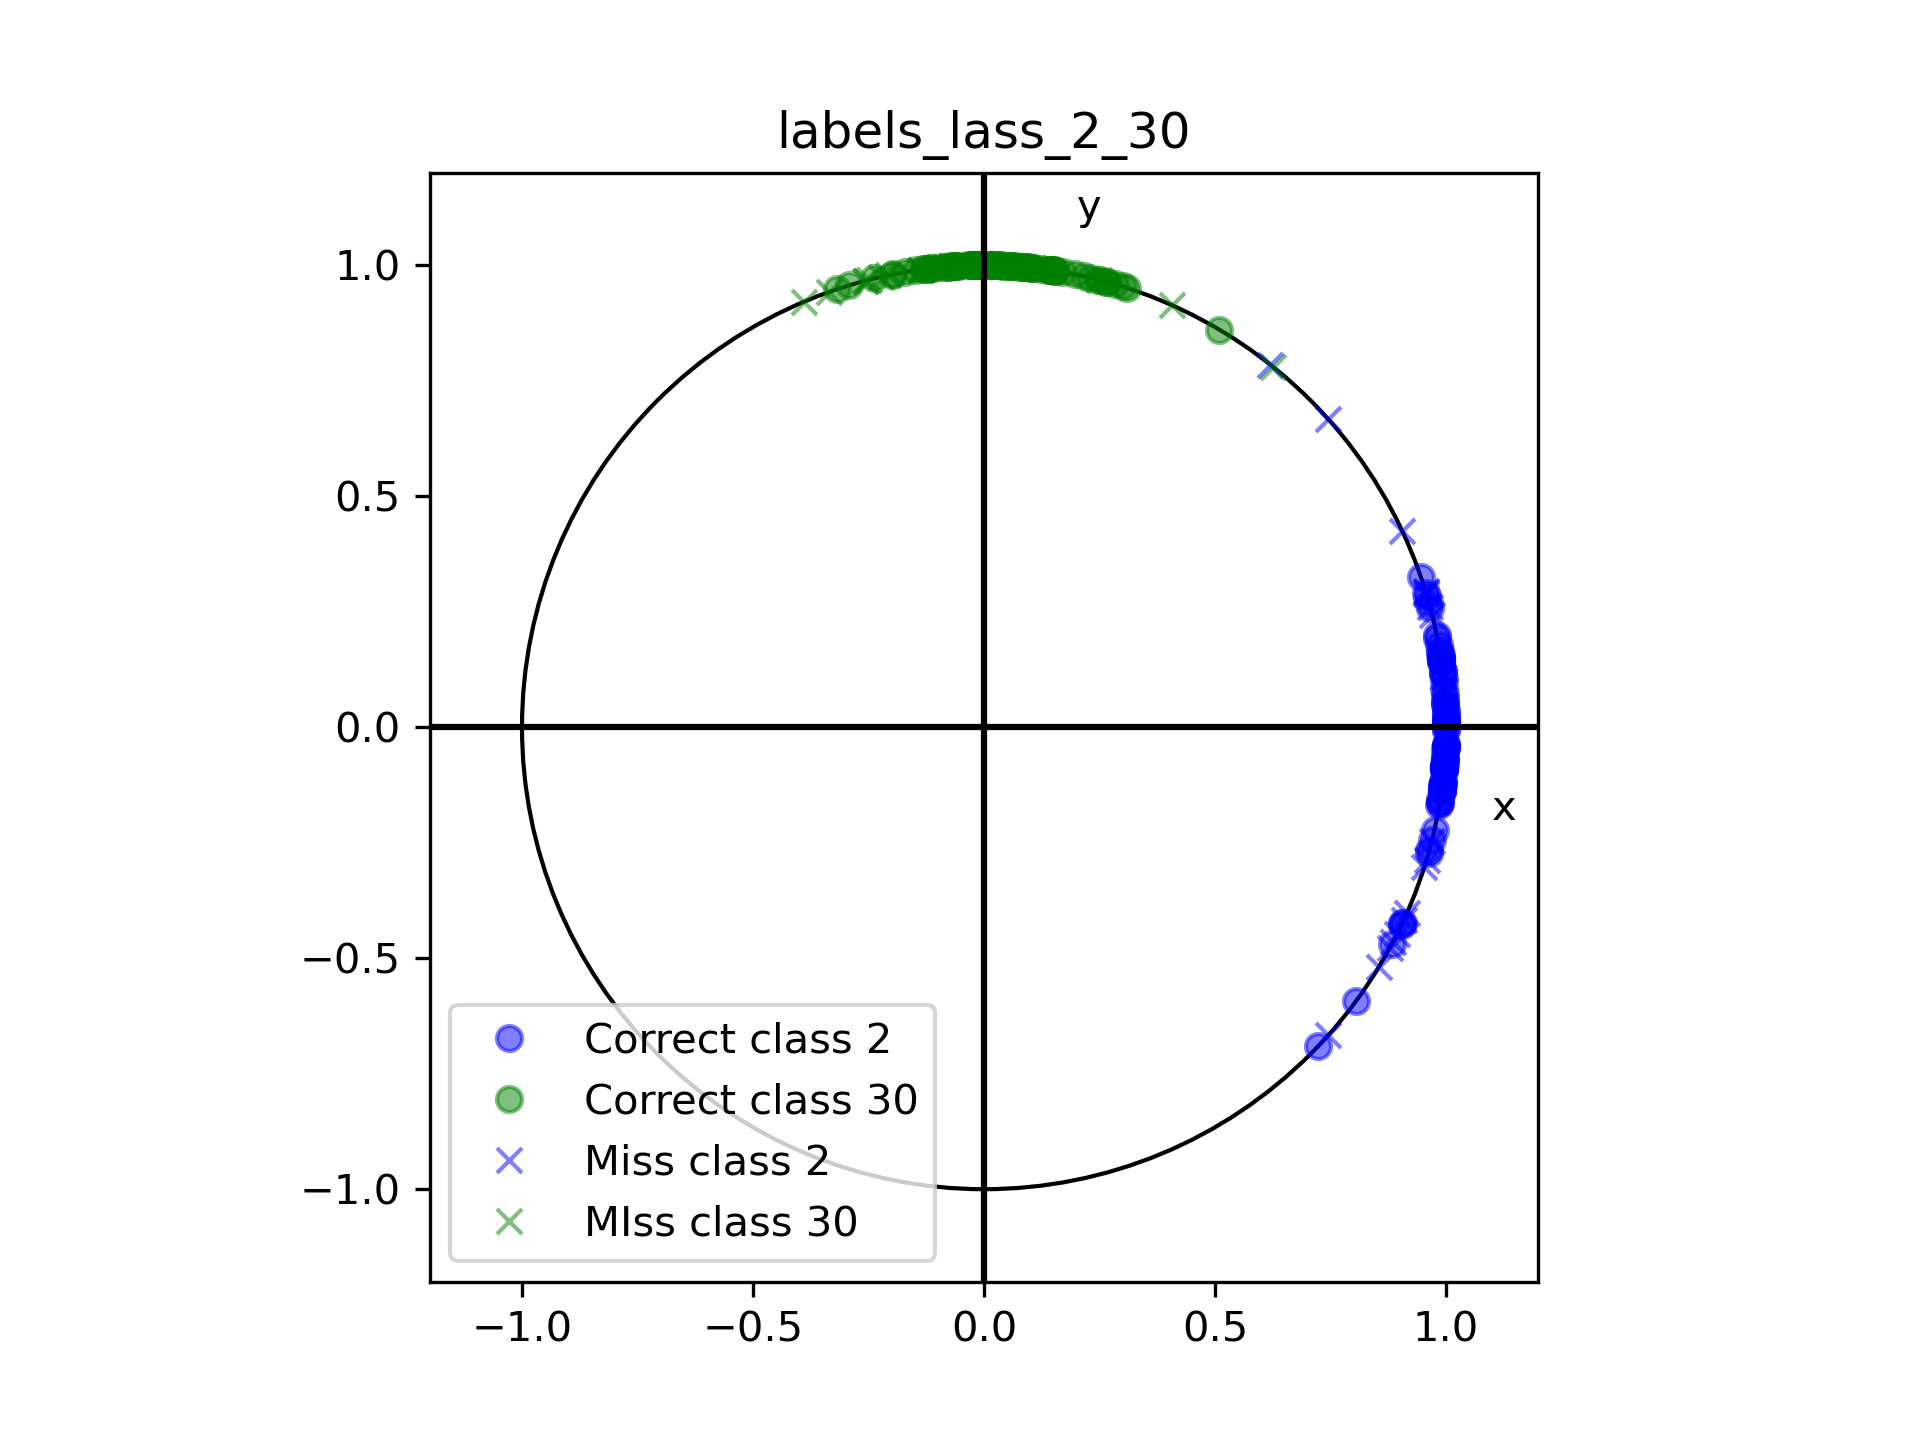 labels_lass_2_30
y
1.0
0.5
0.0
x
−0.5
−1.0
Correct class 2
Correct class 30
Miss class 2
MIss class 30
−1.0 −0.5 0.0 0.5 1.0